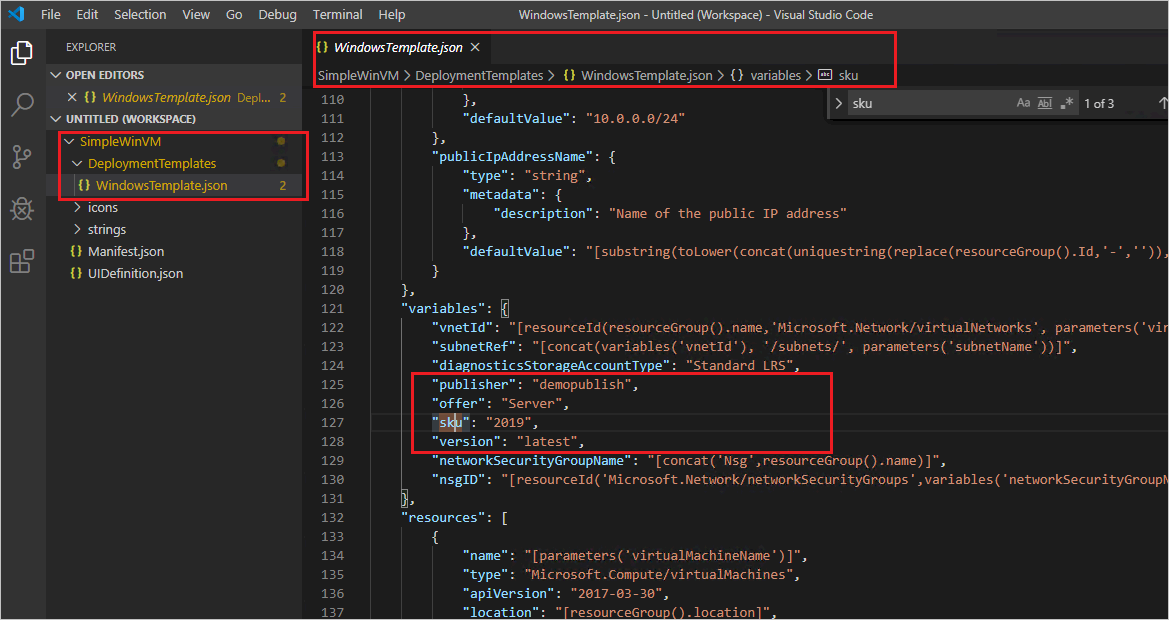 File Edit Selection View Go Debug Terminal Help WindowsTemplate.json - Untitled (Workspace) - Visual Studio Code
EXPLORER
OPEN EDITORS
WindowsTemplate.json Depl... 2
UNTITLED (WORKSPACE)
SimpleWinVM
DeploymentTemplates
{} WindowsTemplate.json 2
icons
strings
{} Manifest.json
{} UIDefinition.json
{} WindowsTemplate.json
SimpleWinVM > DeploymentTemplates > {} WindowsTemplate.json > {} variables > abc sku
sku Aa Abl .* 1 of 3
110 },
111 "defaultValue": "10.0.0.0/24"
112 },
113 "publicIpAddressName": {
114 "type": "string",
115 "metadata": {
116 "description": "Name of the public IP address"
117 },
118 "defaultValue": "[substring(toLower(concat(uniquestring(replace(resourceGroup().Id,'-','')),
119 }
120 },
121 "variables": {
122 "vnetId": "[resourceId(resourceGroup().name,'Microsoft.Network/virtualNetworks', parameters('vir
123 "subnetRef": "[concat(variables('vnetId'), '/subnets/', parameters('subnetName'))]",
124 "diagnosticsStorageAccountType": "Standard LRS",
125 "publisher": "demopublish",
126 "offer": "Server",
127 "sku": "2019",
128 "version": "latest",
129 "networkSecurityGroupName": "[concat('Nsg',resourceGroup().name)]",
130 "nsgID": "[resourceId('Microsoft.Network/networkSecurityGroups',variables('networkSecurityGroupN
131 },
132 "resources": [
133 {
134 "name": "[parameters('virtualMachineName')]",
135 "type": "Microsoft.Compute/virtualMachines",
136 "apiVersion": "2017-03-30",
137 "location": "[resourceGroup().location]",